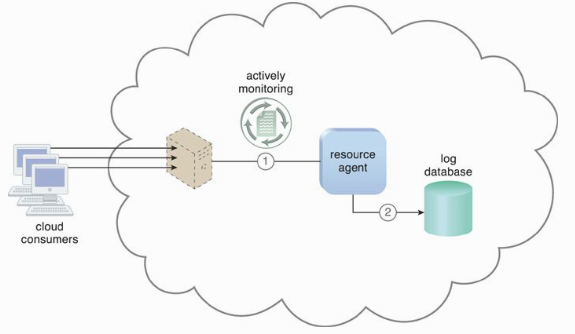 actively
monitoring
1
resource
agent
log
database
2
cloud
consumers